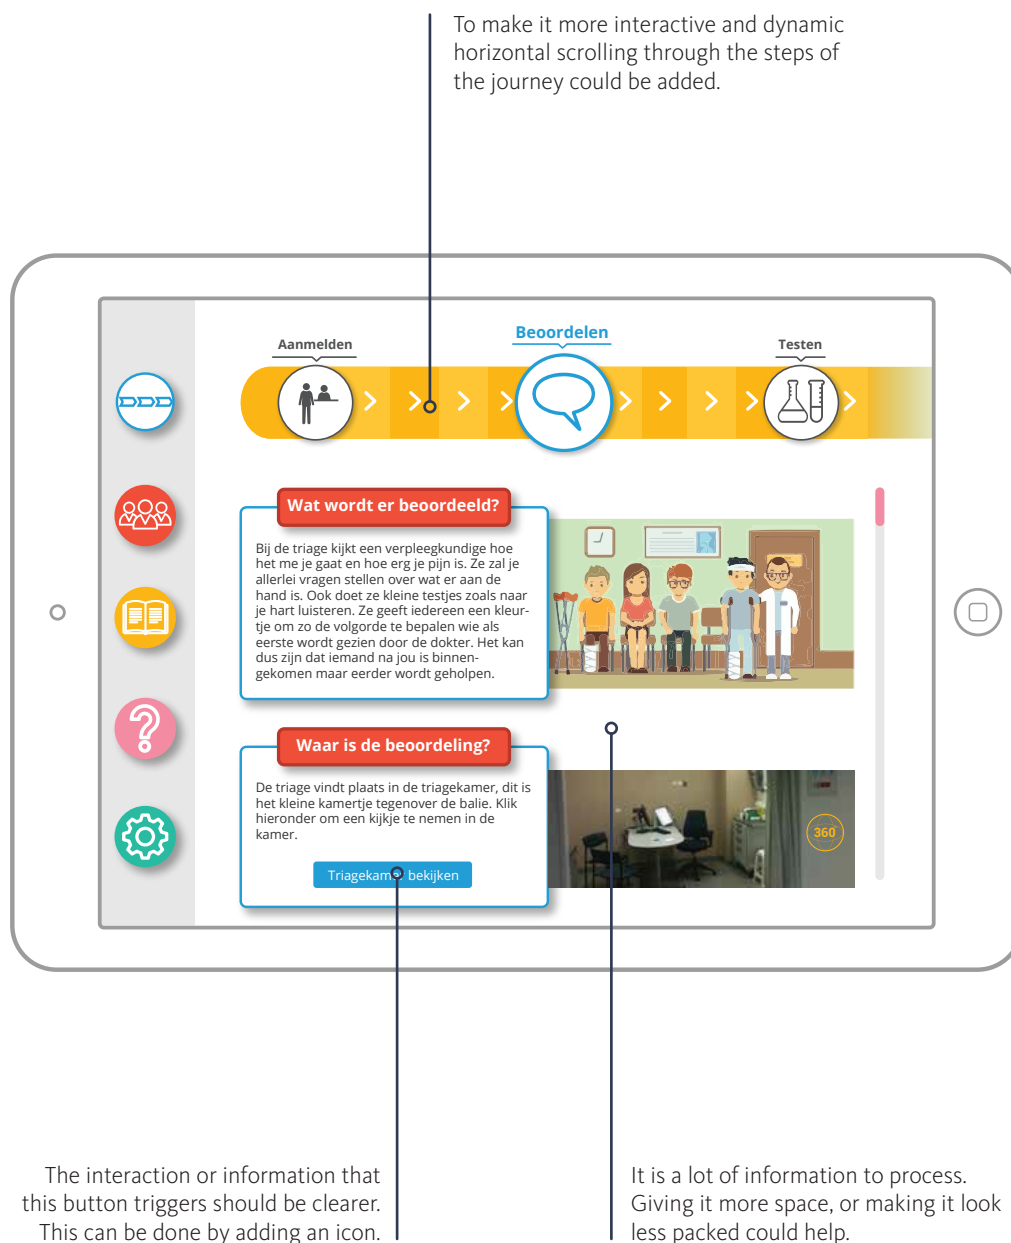 To make it more interactive and dynamic
horizontal scrolling through the steps of
the journey could be added.
Aanmelden
Beoordelen
Testen
Wat wordt er beoordeeld?
Bij de triage kijkt een verpleegkundige hoe
het me je gaat en hoe erg je pijn is. Ze zal je
allerlei vragen stellen over wat er aan de
hand is. Ook doet ze kleine testjes zoals naar
je hart luisteren. Ze geeft iedereen een kleur-
tje om zo de volgorde te bepalen wie als
eerste wordt gezien door de dokter. Het kan
dus zijn dat iemand na jou is binnen-
gekomen maar eerder wordt geholpen.
Waar is de beoordeling?
De triage vindt plaats in de triagekamer, dit is
het kleine kamertje tegenover de balie. Klik
hieronder om een kijkje te nemen in de
kamer.
Triagekamer bekijken
360
The interaction or information that
this button triggers should be clearer.
This can be done by adding an icon.
It is a lot of information to process.
Giving it more space, or making it look
less packed could help.